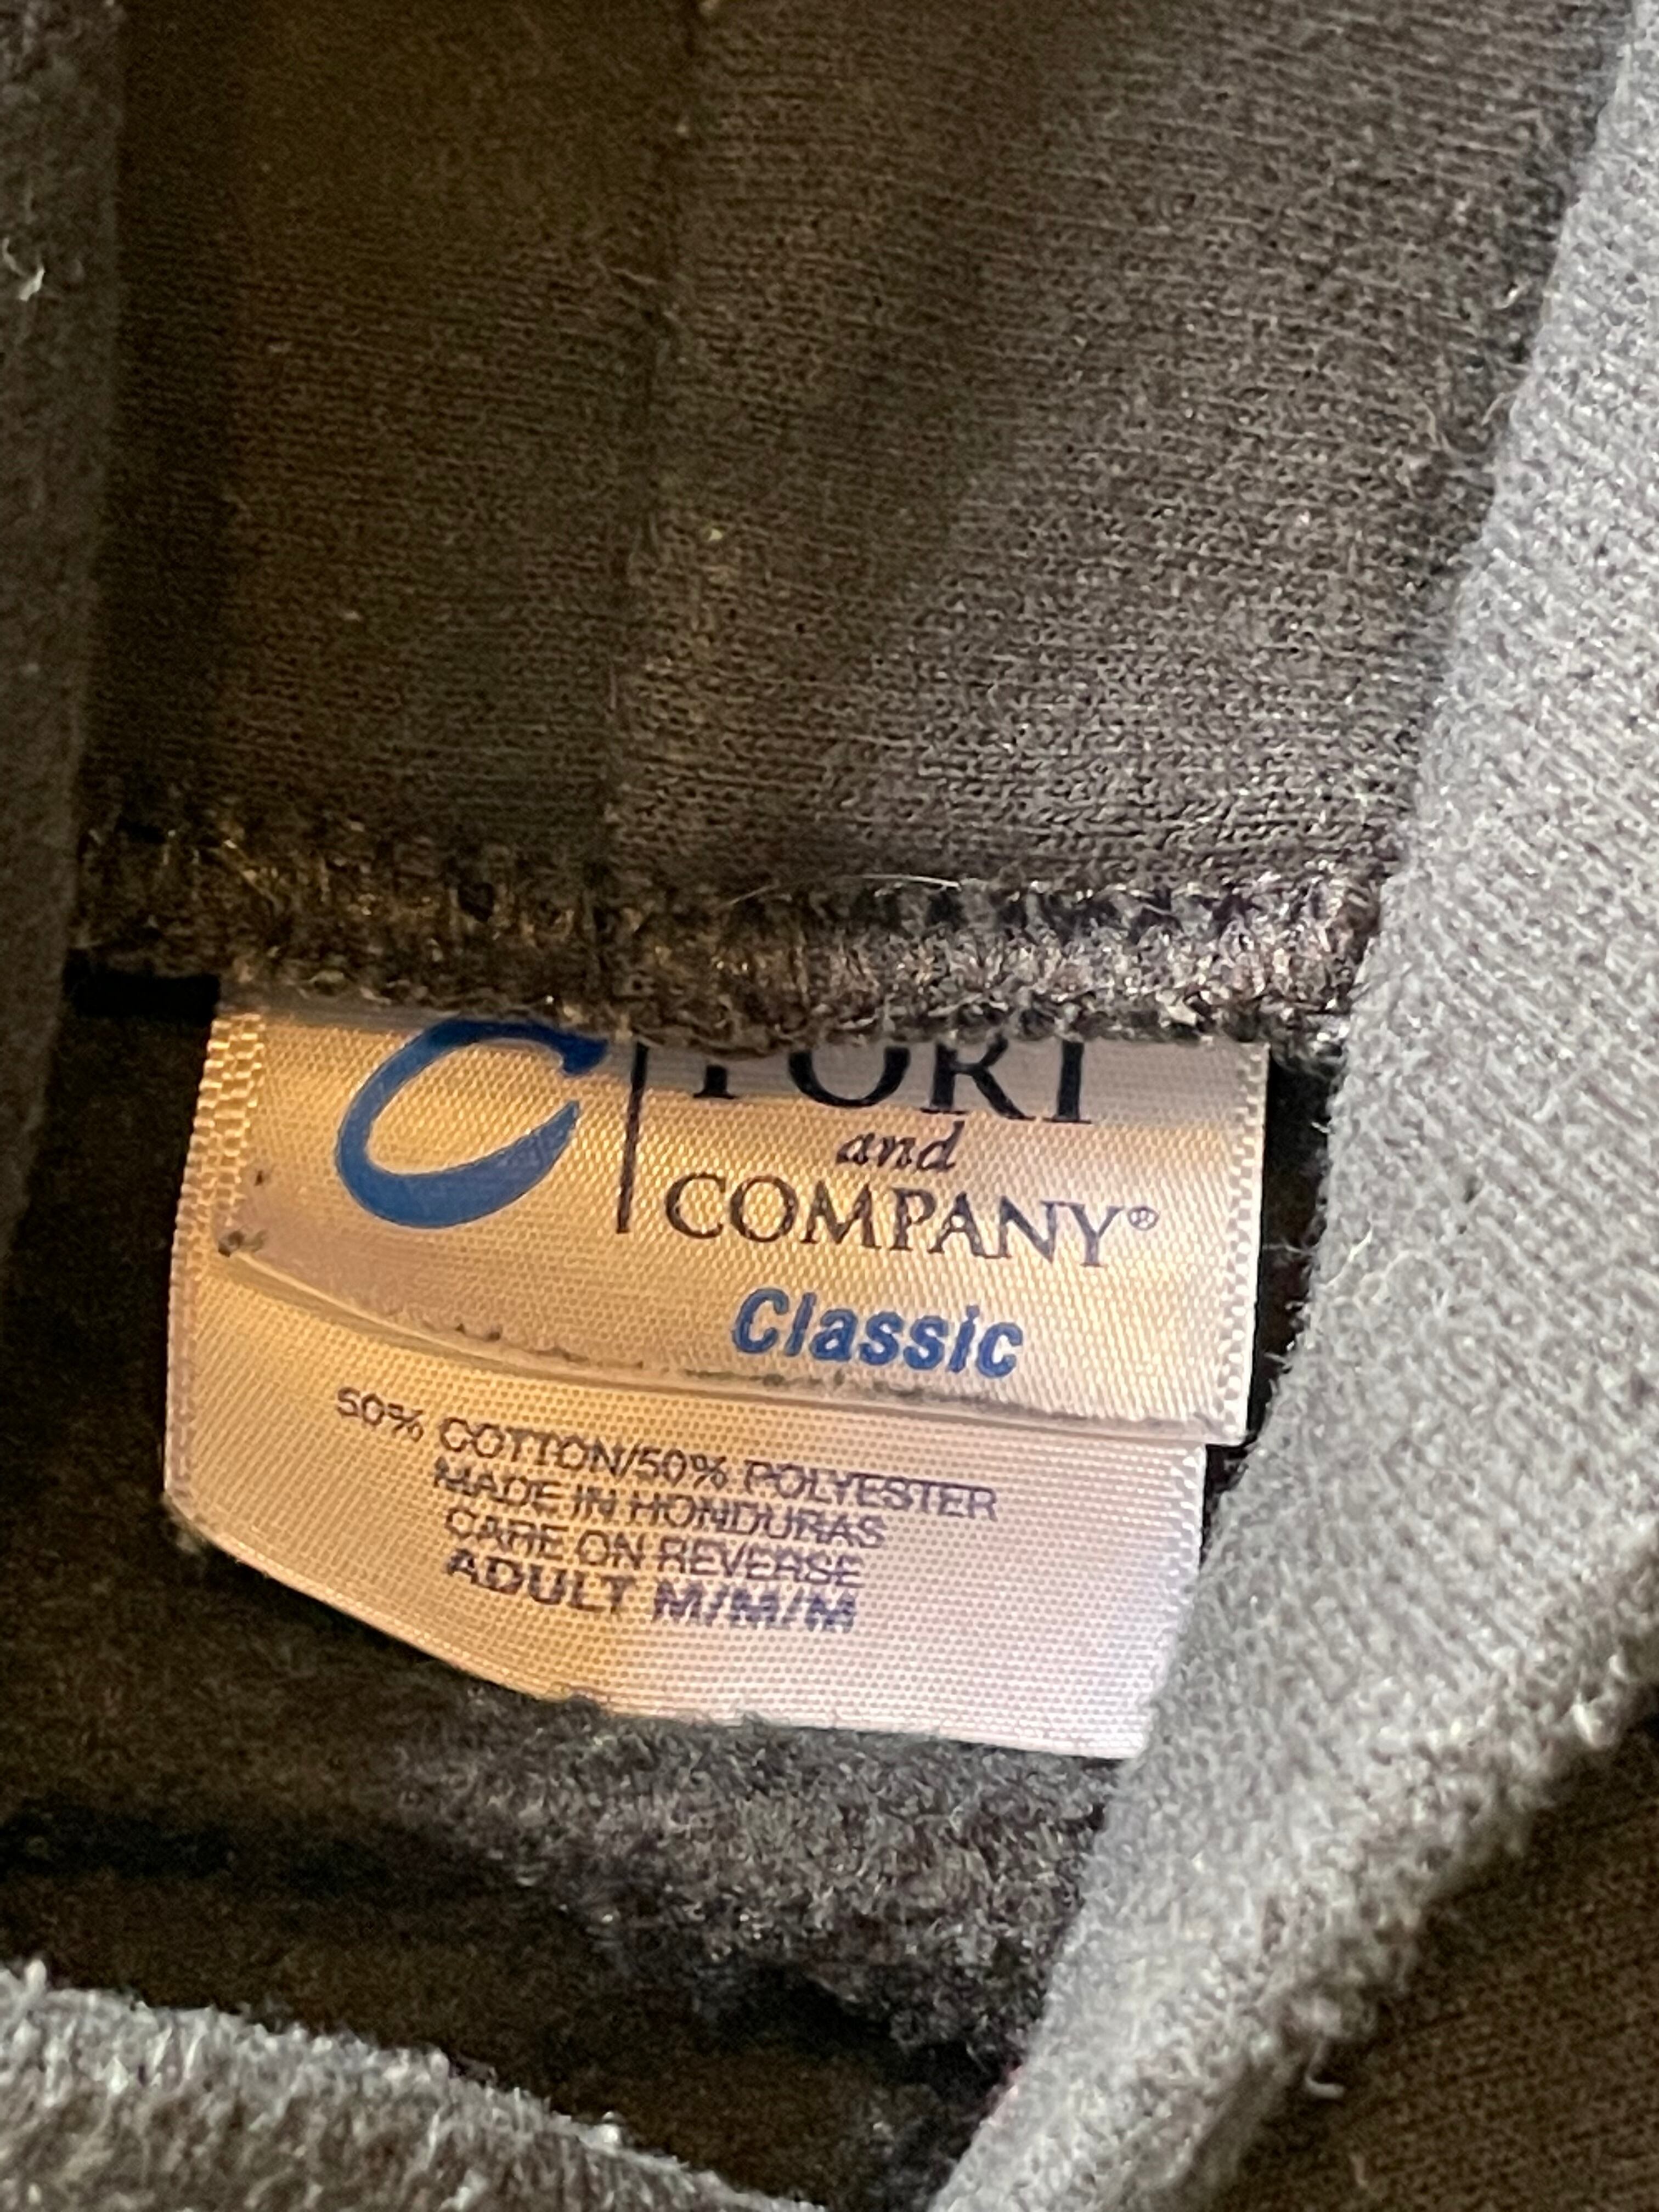 PORT
and
COMPANY®
Classic
50% COTTON/50% POLYESTER
MADE IN HONDURAS
CARE ON REVERSE
ADULT M/M/M